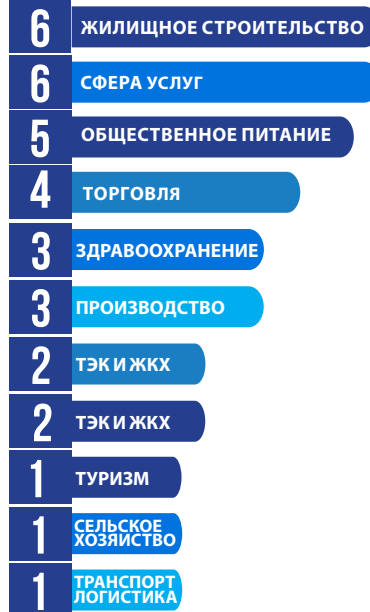 6 ЖИЛИЩНОЕ СТРОИТЕЛЬСТВО
6 СФЕРА УСЛУГ
5 ОБЩЕСТВЕННОЕ ПИТАНИЕ
4 ТОРГОВЛЯ
3 ЗДРАВООХРАНЕНИЕ
3 ПРОИЗВОДСТВО
2 ТЭК И ЖКХ
2 ТЭК И ЖКХ
1 ТУРИЗМ
1 СЕЛЬСКОЕ
ХОЗЯЙСТВО
1 ТРАНСПОРТ
ЛОГИСТИКА